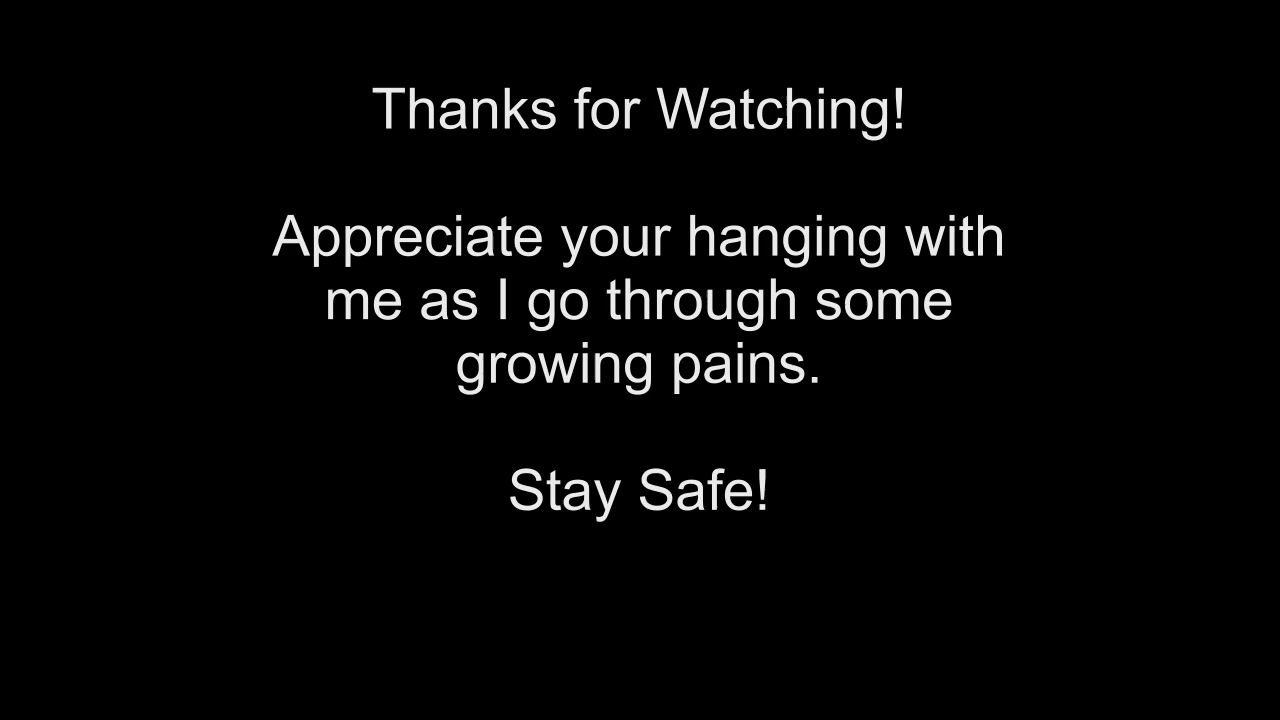 Thanks for Watching!
Appreciate your hanging with
me as I go through some
growing pains.
Stay Safe!